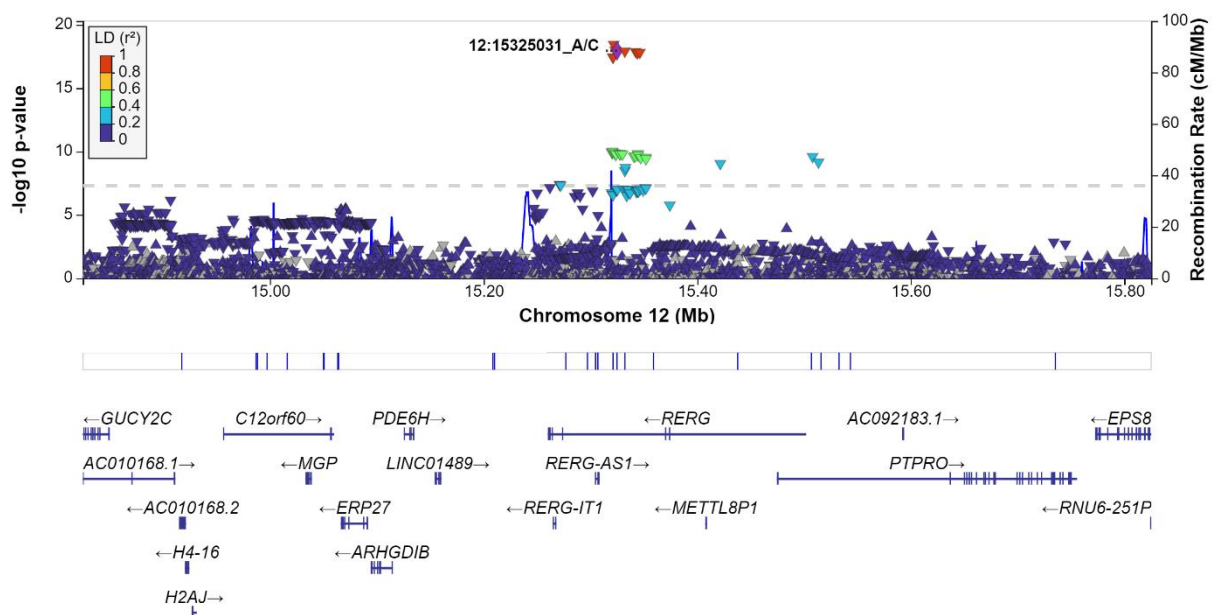 20
15
10
5
0
-log10 p-value
LD (r²)
1
0.8
0.6
0.4
0.2
0
12:15325031_A/C
100
80
60
40
20
0
Recombination Rate (cM/Mb)
15.00 15.20 15.40 15.60 15.80
Chromosome 12 (Mb)
←GUCY2C C12orf60→ PDE6H→ ←RERG AC092183.1→ ←EPS8
AC010168.1→ ←MGP LINC01489→ RERG-AS1→ PTPRO→
←AC010168.2 ←ERP27 ←RERG-IT1 ←METTL8P1 ←RNU6-251P
←H4-16 ←ARHGDIB
H2AJ→